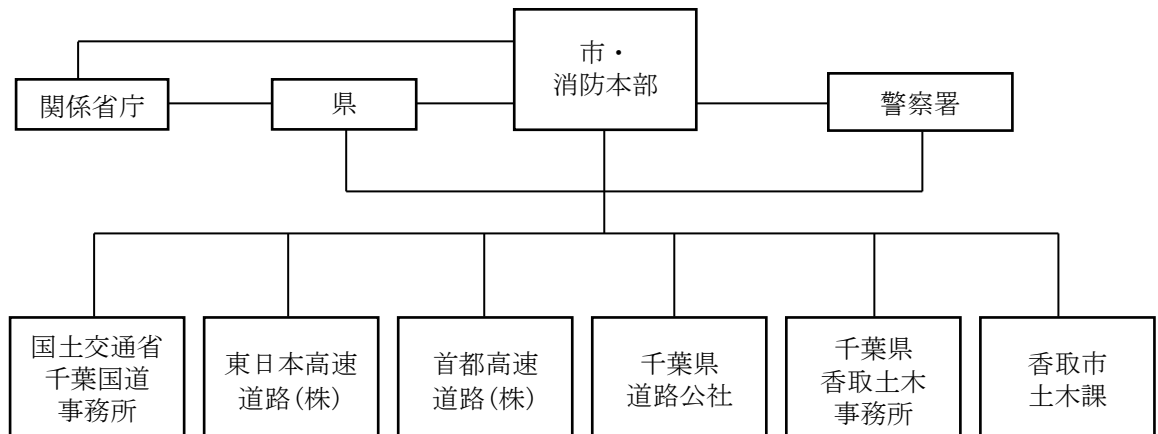 市・
消防本部
関係省庁
県
警察署
国土交通省
千葉国道
事務所
東日本高速
道路(株)
首都高速
道路(株)
千葉県
道路公社
千葉県
香取土木
事務所
香取市
土木課